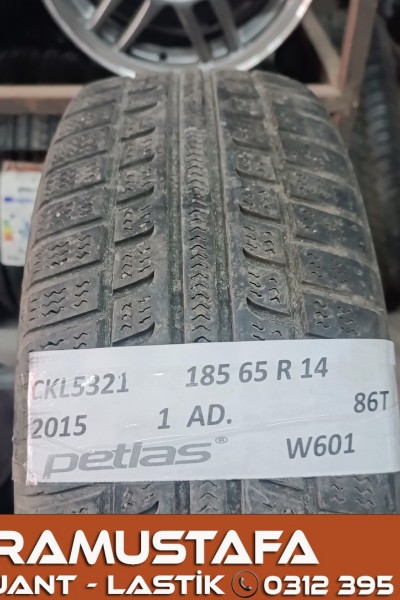 CKL5321 185 65 R 14
2015 1 AD. 86T
petlas® W601
RAMUSTAFA
JANT - LASTİK 0312 395